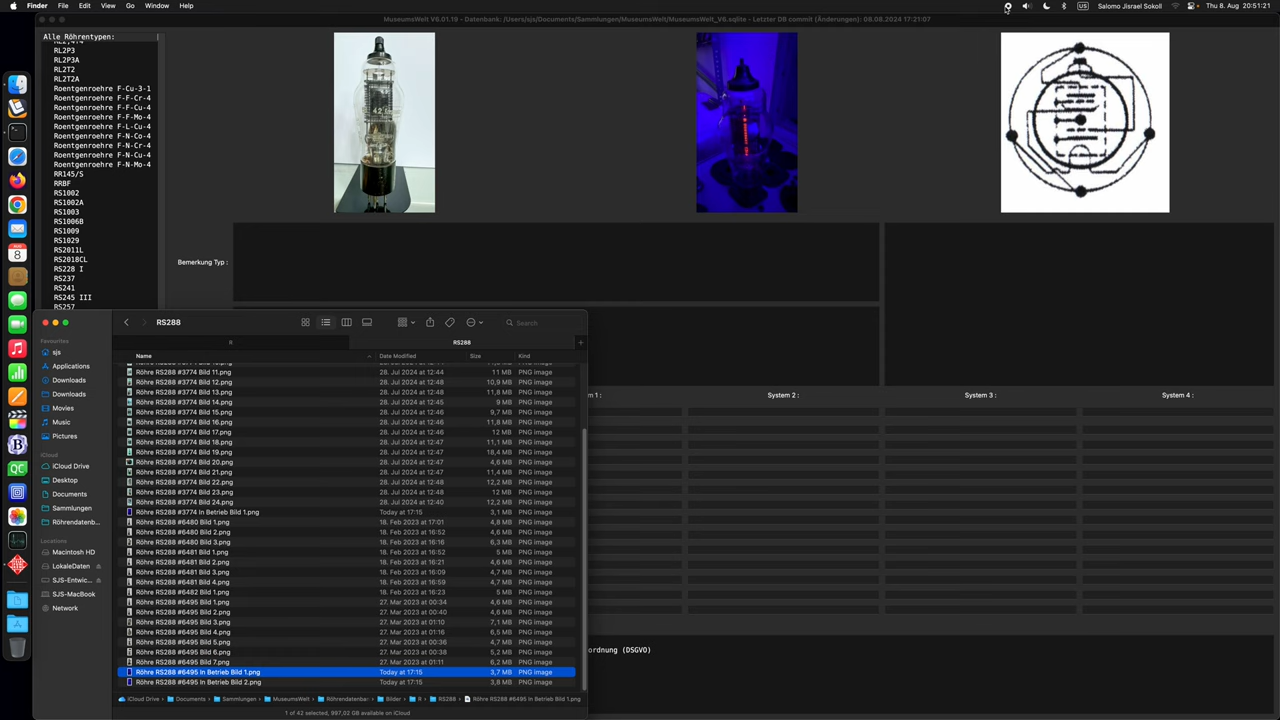 Finder File Edit View Go Window Help US Salomo Jisrael Sokoll Thu 8. Aug 20:51:21
MuseumsWelt V6.01.19 - Datenbank: /Users/sjs/Documents/Sammlungen/MuseumsWelt/MuseumsWelt_V6.sqlite - Letzter DB commit (Änderungen): 08.08.2024 17:21:07
Alle Röhrentypen:
RL2P3
RL2P3A
RL2T2
RL2T2A
Roentgenroehre F-Cu-3-1
Roentgenroehre F-F-Cr-4
Roentgenroehre F-F-Cu-4
Roentgenroehre F-F-Mo-4
Roentgenroehre F-L-Cu-4
Roentgenroehre F-N-Co-4
Roentgenroehre F-N-Cr-4
Roentgenroehre F-N-Cu-4
Roentgenroehre F-N-Mo-4
RR145/S
RRBF
RS1002
RS1002A
RS1003
RS1006B
RS1009
RS1029
RS2011L
RS2018CL
RS228 I
RS237
RS241
RS245 III
RS257
Bemerkung Typ :
RS288
Search
R RS288
Name Date Modified Size Kind
Röhre RS288 #3774 Bild 11.png 28. Jul 2024 at 12:44 11 MB PNG image
Röhre RS288 #3774 Bild 12.png 28. Jul 2024 at 12:48 10,9 MB PNG image
Röhre RS288 #3774 Bild 13.png 28. Jul 2024 at 12:48 11,8 MB PNG image
Röhre RS288 #3774 Bild 14.png 28. Jul 2024 at 12:45 9 MB PNG image
Röhre RS288 #3774 Bild 15.png 28. Jul 2024 at 12:46 9,7 MB PNG image
Röhre RS288 #3774 Bild 16.png 28. Jul 2024 at 12:46 11,8 MB PNG image
Röhre RS288 #3774 Bild 17.png 28. Jul 2024 at 12:46 12 MB PNG image
Röhre RS288 #3774 Bild 18.png 28. Jul 2024 at 12:47 11,1 MB PNG image
Röhre RS288 #3774 Bild 19.png 28. Jul 2024 at 12:47 18,4 MB PNG image
Röhre RS288 #3774 Bild 20.png 28. Jul 2024 at 12:47 4,6 MB PNG image
Röhre RS288 #3774 Bild 21.png 28. Jul 2024 at 12:47 11,4 MB PNG image
Röhre RS288 #3774 Bild 22.png 28. Jul 2024 at 12:48 12,2 MB PNG image
Röhre RS288 #3774 Bild 23.png 28. Jul 2024 at 12:48 12 MB PNG image
Röhre RS288 #3774 Bild 24.png 28. Jul 2024 at 12:40 12,2 MB PNG image
Röhre RS288 #3774 In Betrieb Bild 1.png Today at 17:15 3,1 MB PNG image
Röhre RS288 #6480 Bild 1.png 18. Feb 2023 at 17:01 4,8 MB PNG image
Röhre RS288 #6480 Bild 2.png 18. Feb 2023 at 16:52 4,6 MB PNG image
Röhre RS288 #6480 Bild 3.png 18. Feb 2023 at 16:16 6,3 MB PNG image
Röhre RS288 #6481 Bild 1.png 18. Feb 2023 at 16:52 5 MB PNG image
Röhre RS288 #6481 Bild 2.png 18. Feb 2023 at 16:21 4,6 MB PNG image
Röhre RS288 #6481 Bild 3.png 18. Feb 2023 at 16:09 4,7 MB PNG image
Röhre RS288 #6481 Bild 4.png 18. Feb 2023 at 16:59 4,7 MB PNG image
Röhre RS288 #6482 Bild 1.png 18. Feb 2023 at 16:52 5 MB PNG image
Röhre RS288 #6495 Bild 1.png 27. Mar 2023 at 00:34 4,6 MB PNG image
Röhre RS288 #6495 Bild 2.png 27. Mar 2023 at 00:40 4,6 MB PNG image
Röhre RS288 #6495 Bild 3.png 27. Mar 2023 at 01:10 7,1 MB PNG image
Röhre RS288 #6495 Bild 4.png 27. Mar 2023 at 00:32 6,5 MB PNG image
Röhre RS288 #6495 Bild 5.png 27. Mar 2023 at 00:36 4,7 MB PNG image
Röhre RS288 #6495 Bild 6.png 27. Mar 2023 at 00:38 5,2 MB PNG image
Röhre RS288 #6495 Bild 7.png 27. Mar 2023 at 01:11 6,2 MB PNG image
Röhre RS288 #6495 In Betrieb Bild 1.png Today at 17:15 3,7 MB PNG image
Röhre RS288 #6495 In Betrieb Bild 2.png Today at 17:15 3,8 MB PNG image
Favourites
sjs
Applications
Downloads
Downloads
Movies
Music
Pictures
iCloud
iCloud Drive
Desktop
Documents
Sammlungen
Röhrendatenb...
Locations
Macintosh HD
LokaleDaten
SJS-Entwic...
SJS-MacBook
Network
iCloud Drive Documents Sammlungen MuseumsWelt Röhrendatenba Bilder R RS288 Röhre RS288 #6495 In Betrieb Bild 1.png
1 of 42 selected, 997,02 GB available on iCloud
m 1 : System 2 : System 3 : System 4 :
ordnung (DSGVO)